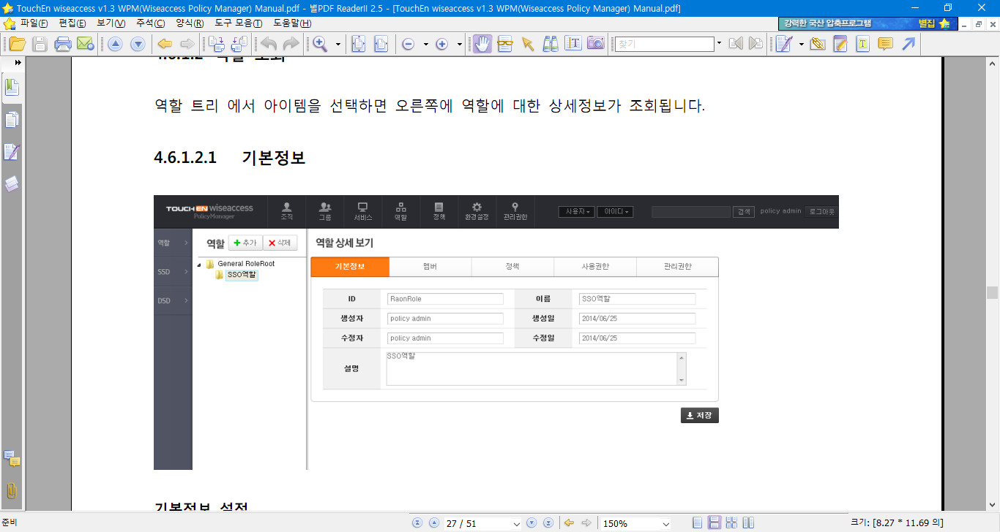 TouchEn wiseaccess v1.3 WPM(Wiseaccess Policy Manager) Manual.pdf - 별PDF ReaderII 2.5 - [TouchEn wiseaccess v1.3 WPM(Wiseaccess Policy Manager) Manual.pdf]
파일(F) 편집(E) 보기(V) 주석(C) 양식(R) 도구 모음(T) 도움말(H)
강력한 국산 압축프로그램 별집
찾기
4.6.1.2 역할 조회
역할 트리 에서 아이템을 선택하면 오른쪽에 역할에 대한 상세정보가 조회됩니다.
4.6.1.2.1 기본정보
TOUCH EN wiseaccess
PolicyManager
조직 그룹 서비스 역할 정책 환경설정 관리권한
사용자 아이디 검색 policy admin 로그아웃
역할
SSD
DSD
역할 추가 삭제
General RoleRoot
SSO역할
역할 상세 보기
기본정보 멤버 정책 사용권한 관리권한
ID RaonRole 이름 SSO역할
생성자 policy admin 생성일 2014/06/25
수정자 policy admin 수정일 2014/06/25
설명 SSO역할
저장
기본정보 설정
준비 27 / 51 150% 크기: [8.27 * 11.69 의]